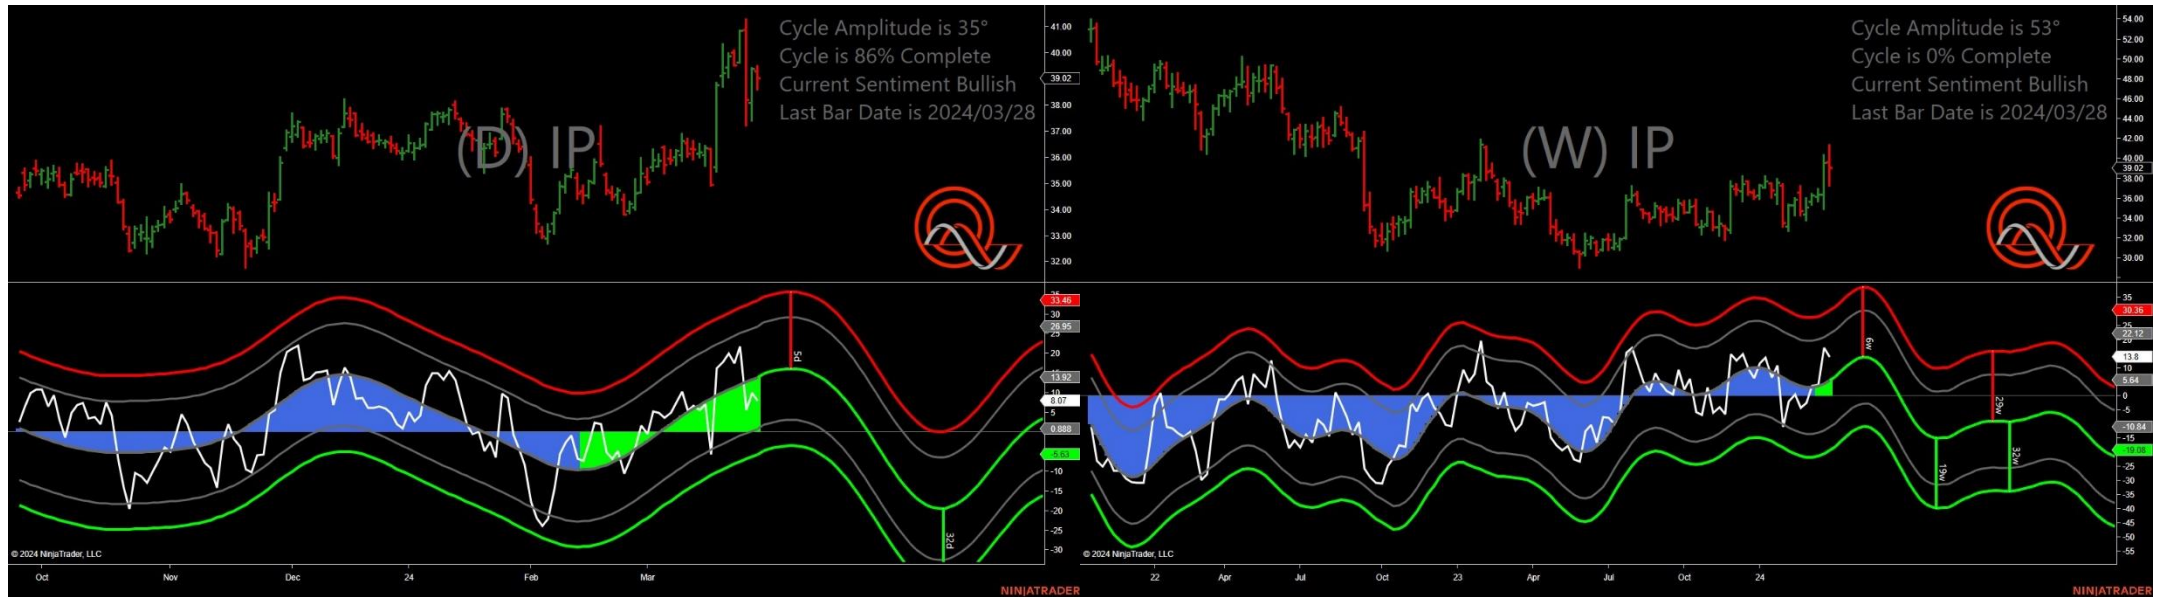 Cycle Amplitude is 35°
Cycle is 86% Complete
Current Sentiment Bullish
Last Bar Date is 2024/03/28
(D) IP
41.00
40.00
39.02
38.00
37.00
36.00
35.00
34.00
33.00
32.00
33.46
30
26.95
25
20
13.92
10
8.07
5
0.888
-5.63
-10
-15
-20
-25
-30
5d
32d
© 2024 NinjaTrader, LLC
Oct
Nov
Dec
24
Feb
Mar
NINJATRADER
Cycle Amplitude is 53°
Cycle is 0% Complete
Current Sentiment Bullish
Last Bar Date is 2024/03/28
(W) IP
54.00
52.00
50.00
48.00
46.00
44.00
42.00
40.00
39.02
38.00
36.00
34.00
32.00
30.00
35
30.36
25
22.12
20
13.8
10
5.64
0
-5
-10.84
-15
-19.08
-25
-30
-35
-40
-45
-50
-55
6w
29w
19w
32w
© 2024 NinjaTrader, LLC
22
Apr
Jul
Oct
23
Apr
Jul
Oct
24
NINJATRADER